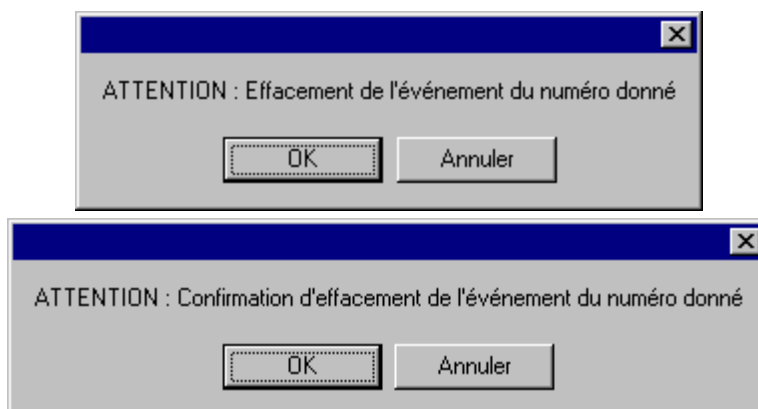 ATTENTION : Effacement de l'événement du numéro donné
OK Annuler
ATTENTION : Confirmation d'effacement de l'événement du numéro donné
OK Annuler